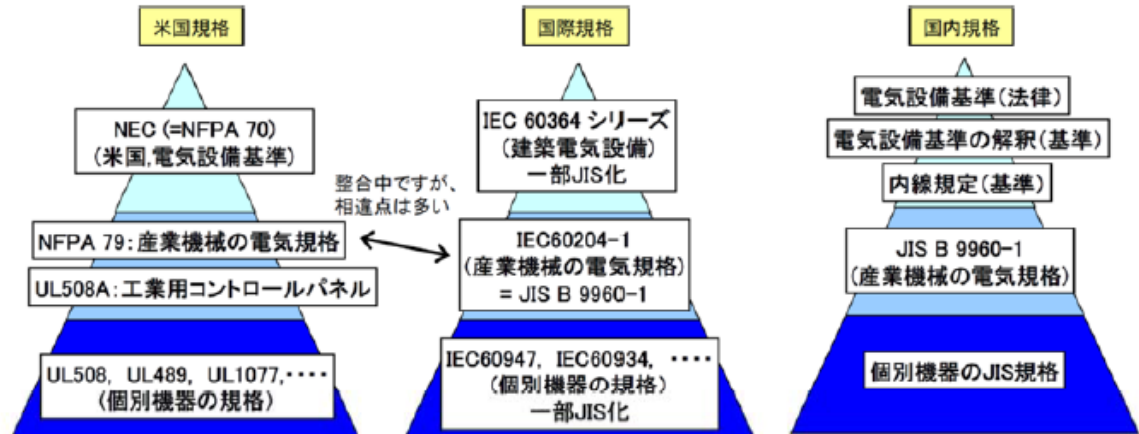 米国規格
NEC (=NFPA 70)
(米国,電気設備基準)
NFPA 79:産業機械の電気規格
UL508A:工業用コントロールパネル
UL508, UL489, UL1077,‥‥
(個別機器の規格)
整合中ですが、
相違点は多い
国際規格
IEC 60364 シリーズ
(建築電気設備)
一部JIS化
IEC60204-1
(産業機械の電気規格)
= JIS B 9960-1
IEC60947, IEC60934, ‥‥
(個別機器の規格)
一部JIS化
国内規格
電気設備基準(法律)
電気設備基準の解釈(基準)
内線規定(基準)
JIS B 9960-1
(産業機械の電気規格)
個別機器のJIS規格